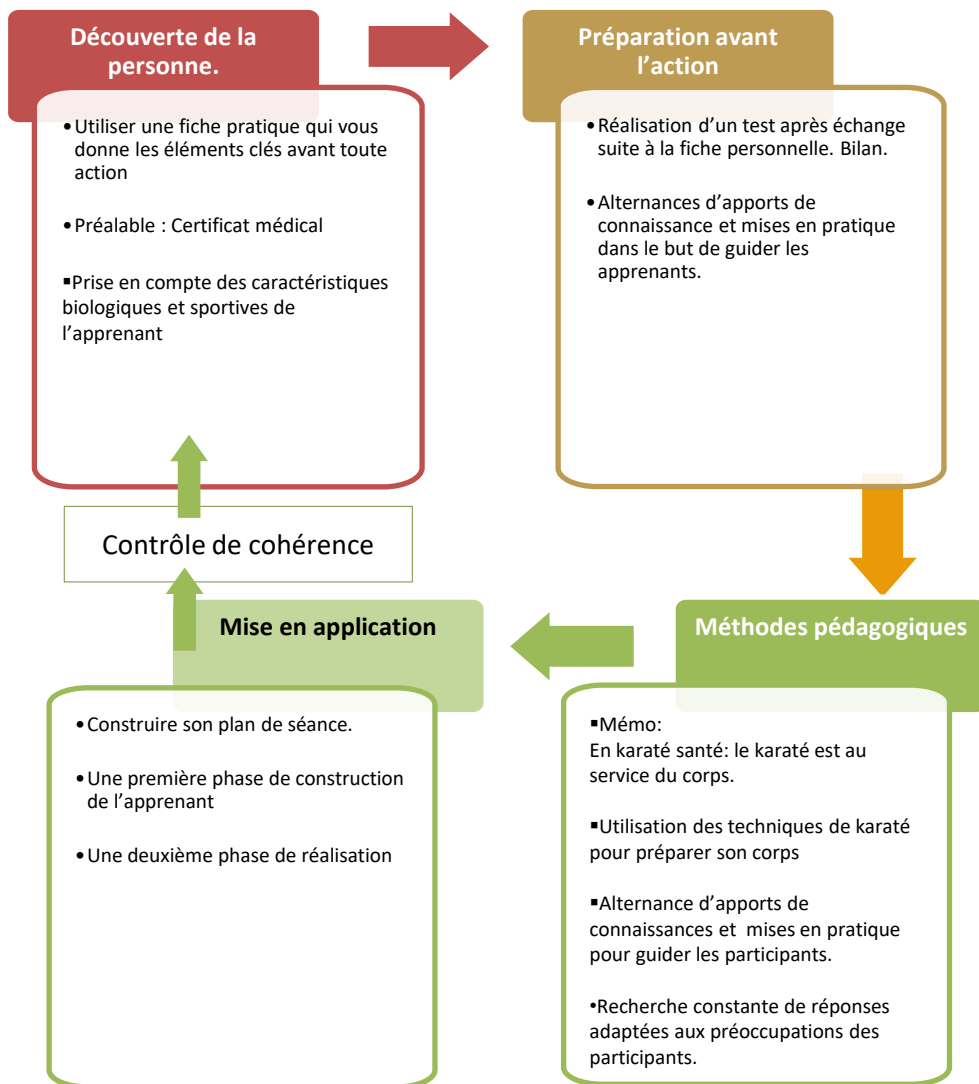 Découverte de la
personne.
•Utiliser une fiche pratique qui vous
donne les éléments clés avant toute
action
•Préalable : Certificat médical
▪Prise en compte des caractéristiques
biologiques et sportives de
l’apprenant
Préparation avant
l’action
•Réalisation d’un test après échange
suite à la fiche personnelle. Bilan.
•Alternances d’apports de
connaissance et mises en pratique
dans le but de guider les
apprenants.
Méthodes pédagogiques
▪Mémo:
En karaté santé: le karaté est au
service du corps.
▪Utilisation des techniques de karaté
pour préparer son corps
▪Alternance d’apports de
connaissances et mises en pratique
pour guider les participants.
•Recherche constante de réponses
adaptées aux préoccupations des
participants.
Mise en application
•Construire son plan de séance.
•Une première phase de construction
de l’apprenant
•Une deuxième phase de réalisation
Contrôle de cohérence